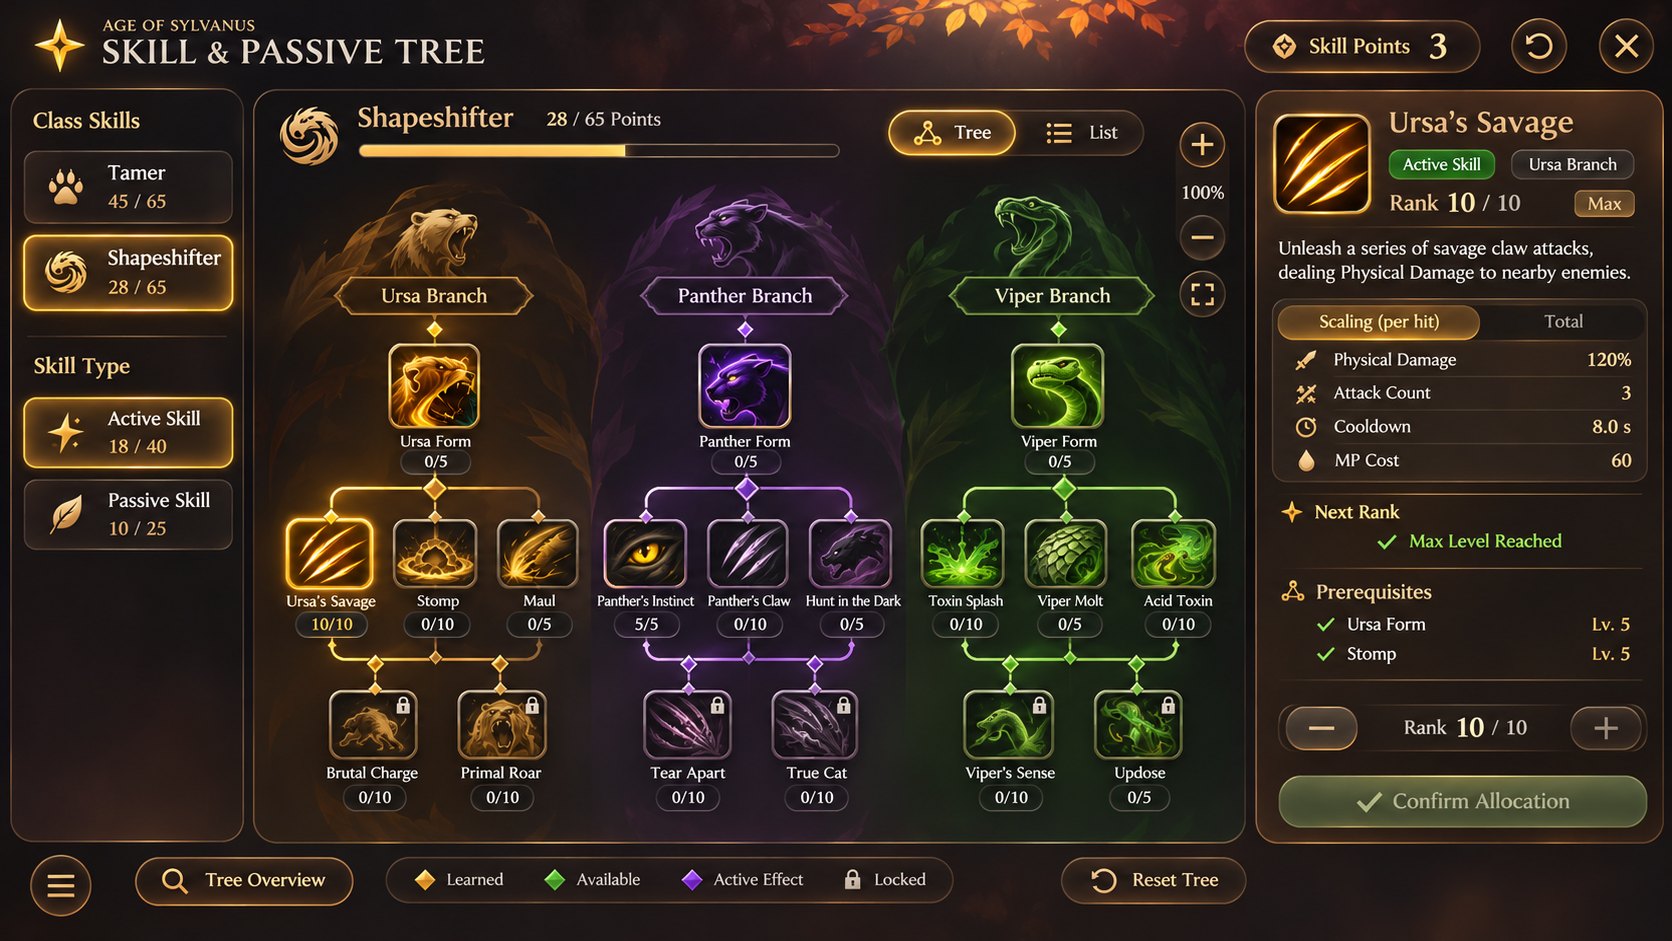 AGE OF SYLVANUS
SKILL & PASSIVE TREE
Skill Points 3
Class Skills
Tamer
45 / 65
Shapeshifter
28 / 65
Skill Type
Active Skill
18 / 40
Passive Skill
10 / 25
Shapeshifter 28 / 65 Points
Tree
List
100%
Ursa Branch
Panther Branch
Viper Branch
Ursa Form
0/5
Panther Form
0/5
Viper Form
0/5
Ursa's Savage
10/10
Stomp
0/10
Maul
0/5
Panther's Instinct
5/5
Panther's Claw
0/10
Hunt in the Dark
0/5
Toxin Splash
0/10
Viper Molt
0/5
Acid Toxin
0/10
Brutal Charge
0/10
Primal Roar
0/10
Tear Apart
0/10
True Cat
0/10
Viper's Sense
0/10
Updose
0/5
Ursa's Savage
Active Skill
Ursa Branch
Rank 10 / 10
Max
Unleash a series of savage claw attacks,
dealing Physical Damage to nearby enemies.
Scaling (per hit)
Total
Physical Damage 120%
Attack Count 3
Cooldown 8.0 s
MP Cost 60
Next Rank
Max Level Reached
Prerequisites
Ursa Form Lv. 5
Stomp Lv. 5
Rank 10 / 10
Confirm Allocation
Tree Overview
Learned
Available
Active Effect
Locked
Reset Tree